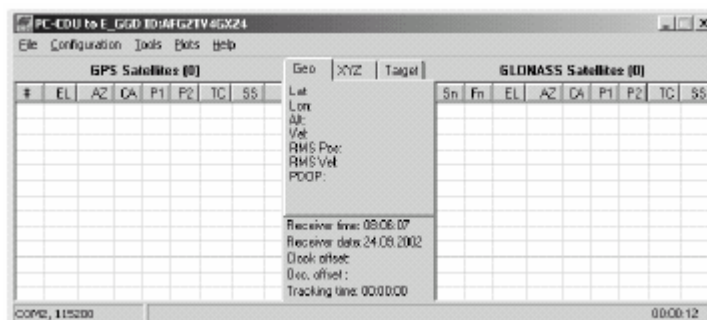 PC-CDU to E_GGD ID:AFG2TV4GX24
File Configuration Tools Plots Help
GPS Satellites (0)
# EL AZ CA P1 P2 TC SS
Geo XYZ Target
Lat:
Lon:
Alt:
Vel:
RMS Pos:
RMS Vel:
PDOP:
Receiver time: 08:06:07
Receiver date: 24.09.2002
Clock offset:
Osc. offset :
Tracking time: 00:00:00
GLONASS Satellites (0)
Sn Fn EL AZ CA P1 P2 TC SS
COM2, 115200
00:00:12